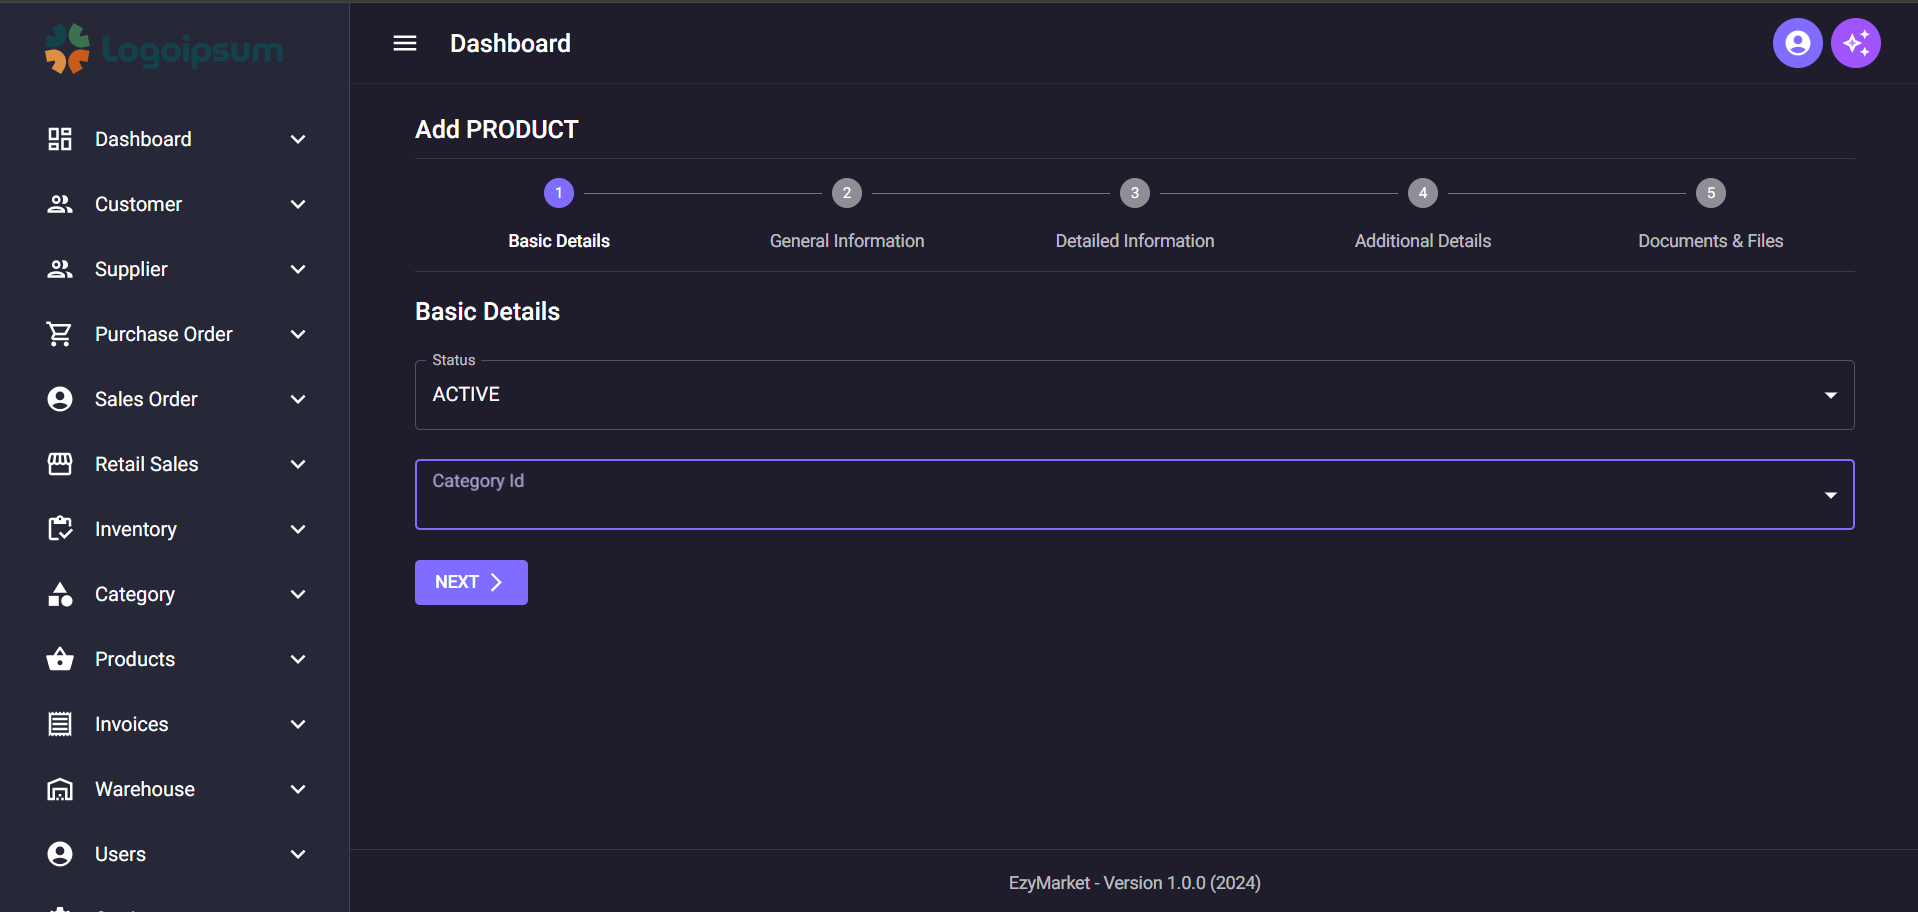 Logoipsum
Dashboard
Customer
Supplier
Purchase Order
Sales Order
Retail Sales
Inventory
Category
Products
Invoices
Warehouse
Users
Dashboard
Add PRODUCT
1
2
3
4
5
Basic Details
General Information
Detailed Information
Additional Details
Documents & Files
Basic Details
Status
ACTIVE
Category Id
NEXT
EzyMarket - Version 1.0.0 (2024)